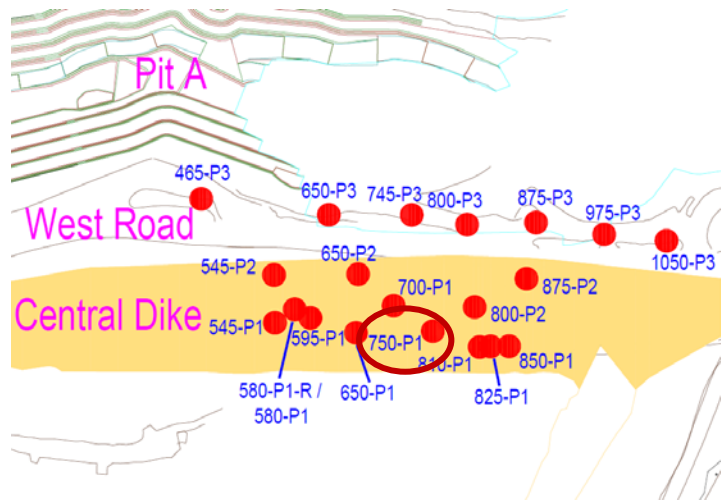 Pit A
465-P3
650-P3
745-P3
800-P3
875-P3
975-P3
1050-P3
West Road
545-P2
650-P2
700-P1
875-P2
Central Dike
800-P2
545-P1
595-P1
750-P1
810-P1
850-P1
580-P1-R /
580-P1
650-P1
825-P1